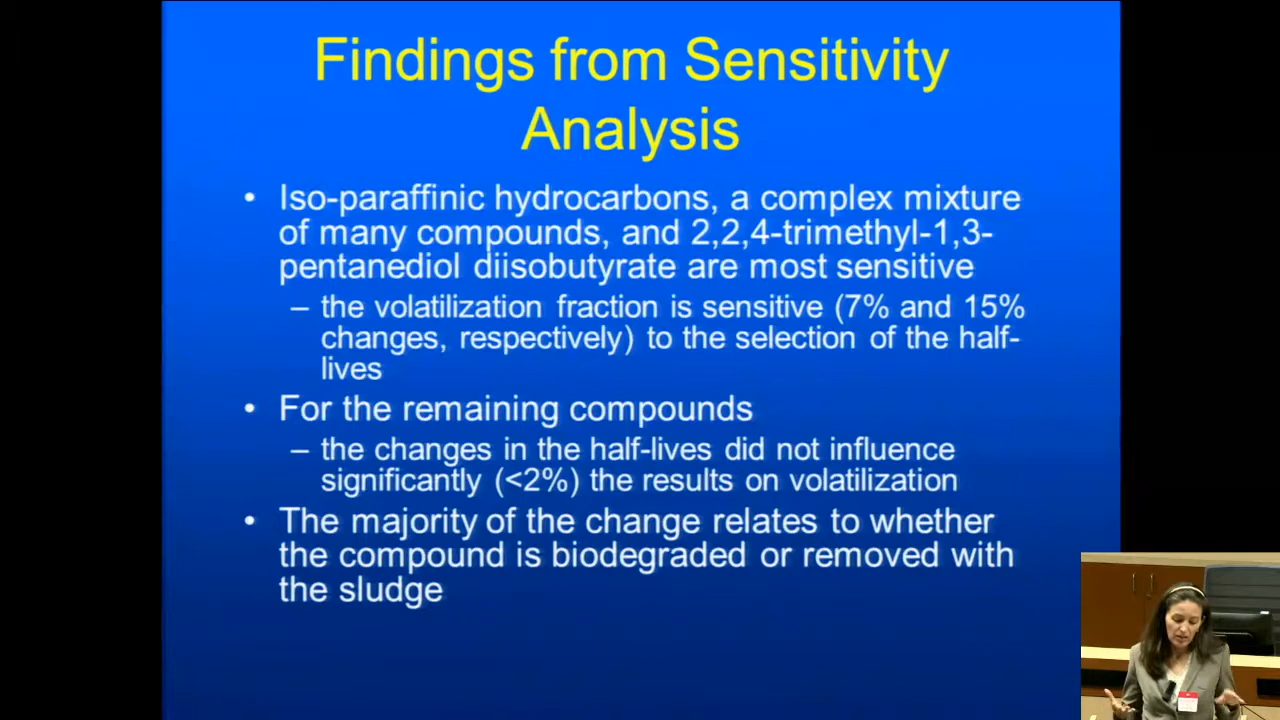 Findings from Sensitivity
Analysis
• Iso-paraffinic hydrocarbons, a complex mixture
of many compounds, and 2,2,4-trimethyl-1,3-
pentanediol diisobutyrate are most sensitive
– the volatilization fraction is sensitive (7% and 15%
changes, respectively) to the selection of the half-
lives
• For the remaining compounds
– the changes in the half-lives did not influence
significantly (<2%) the results on volatilization
• The majority of the change relates to whether
the compound is biodegraded or removed with
the sludge